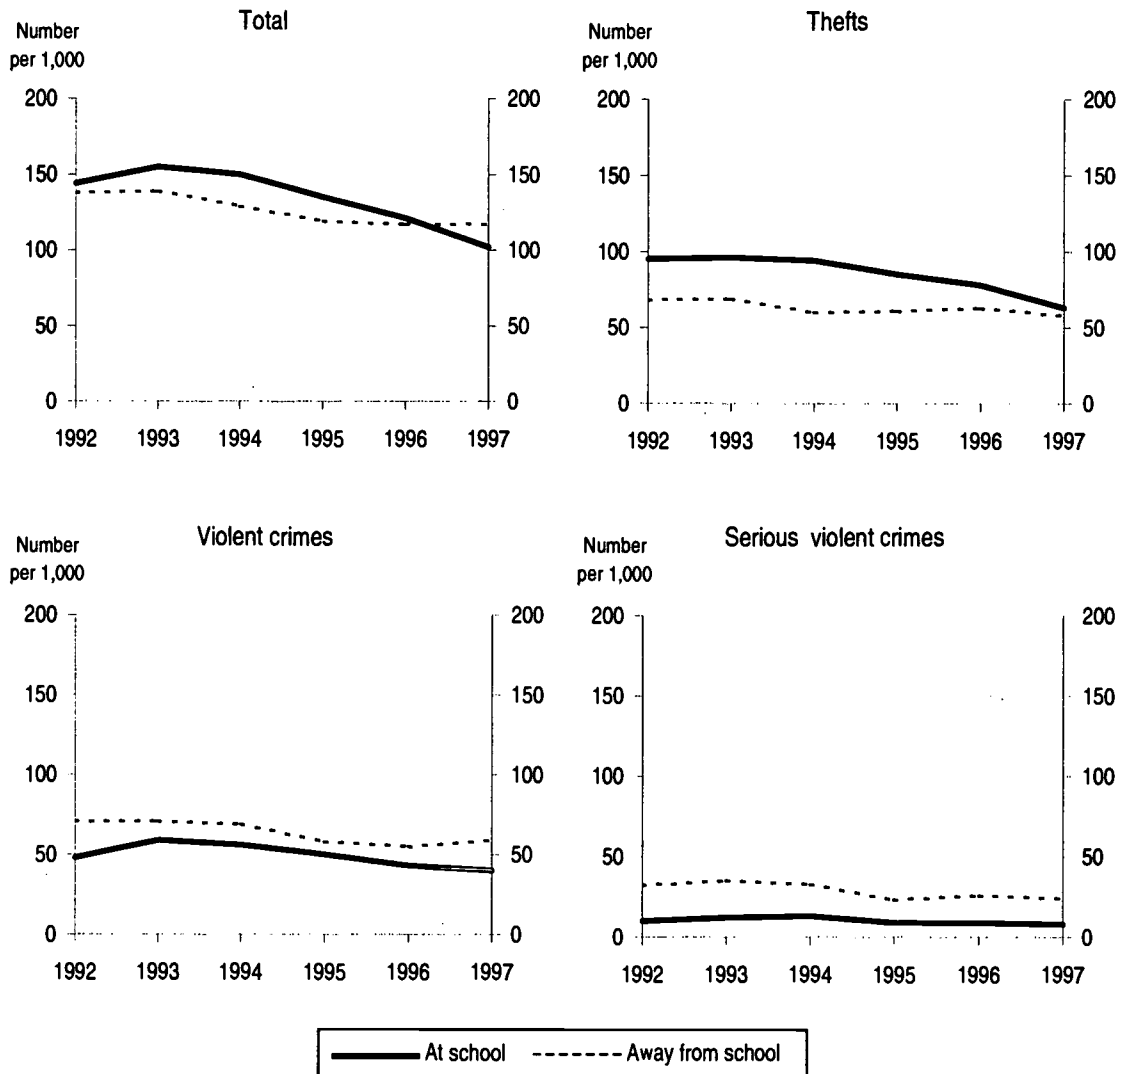 Total
Number
per 1,000
200 200
150 150
100 100
50 50
0 0
1992 1993 1994 1995 1996 1997
Thefts
Number
per 1,000
200 200
150 150
100 100
50 50
0 0
1992 1993 1994 1995 1996 1997
Violent crimes
Number
per 1,000
200 200
150 150
100 100
50 50
0 0
1992 1993 1994 1995 1996 1997
Serious violent crimes
Number
per 1,000
200 200
150 150
100 100
50 50
0 0
1992 1993 1994 1995 1996 1997
At school Away from school